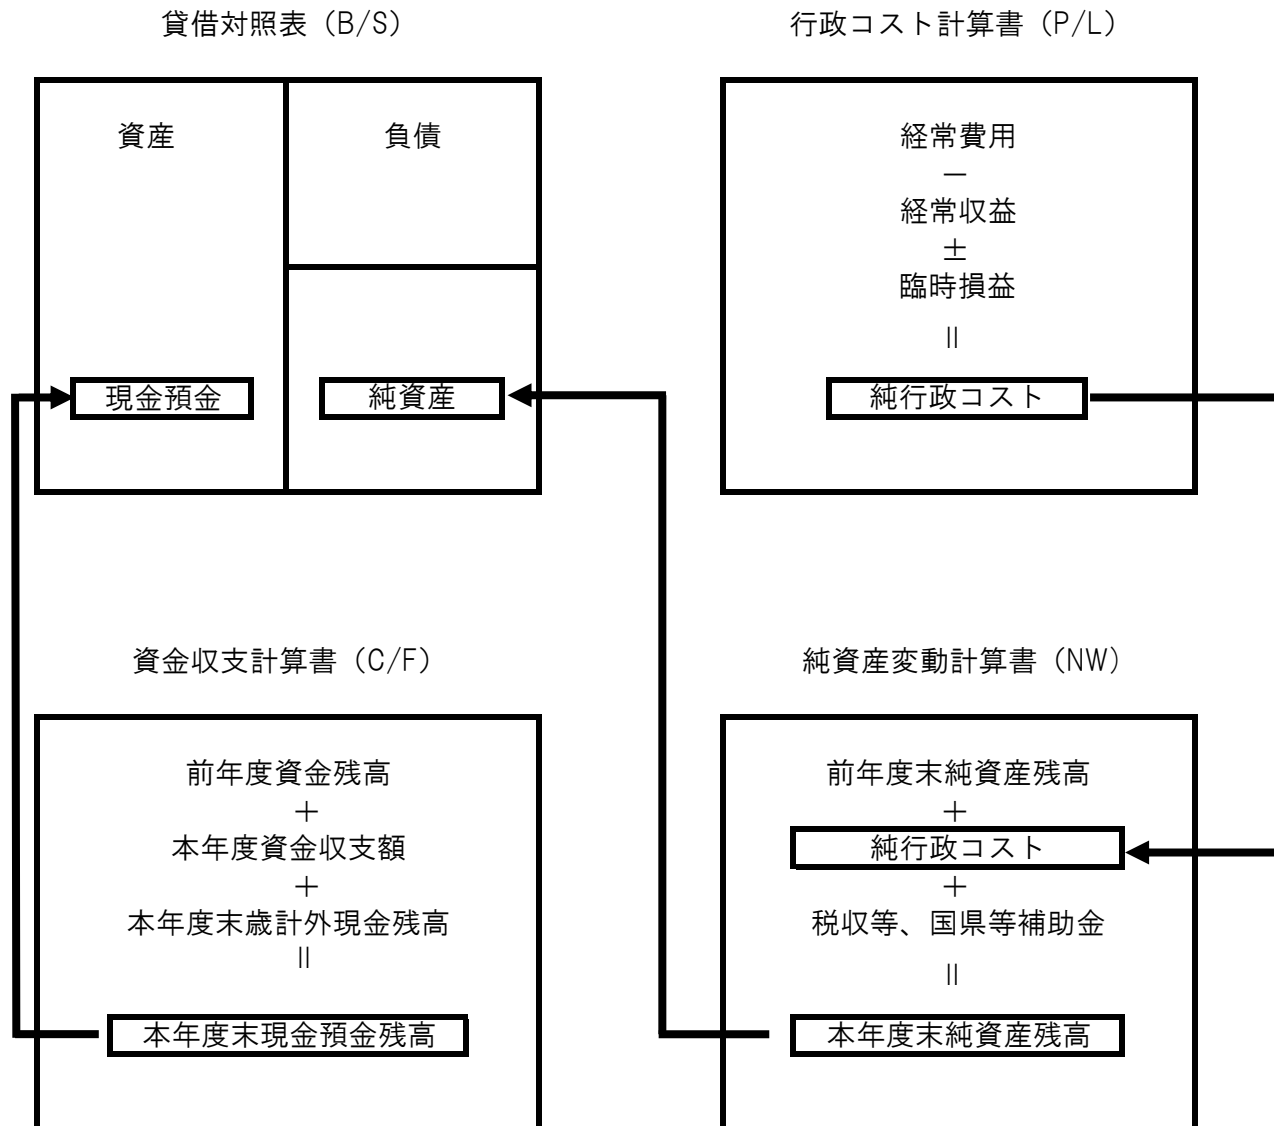 貸借対照表（B/S）
資産
負債
現金預金
純資産
行政コスト計算書（P/L）
経常費用
－
経常収益
±
臨時損益
＝
純行政コスト
資金収支計算書（C/F）
前年度資金残高
＋
本年度資金収支額
＋
本年度末歳計外現金残高
＝
本年度末現金預金残高
純資産変動計算書（NW）
前年度末純資産残高
＋
純行政コスト
＋
税収等、国県等補助金
＝
本年度末純資産残高